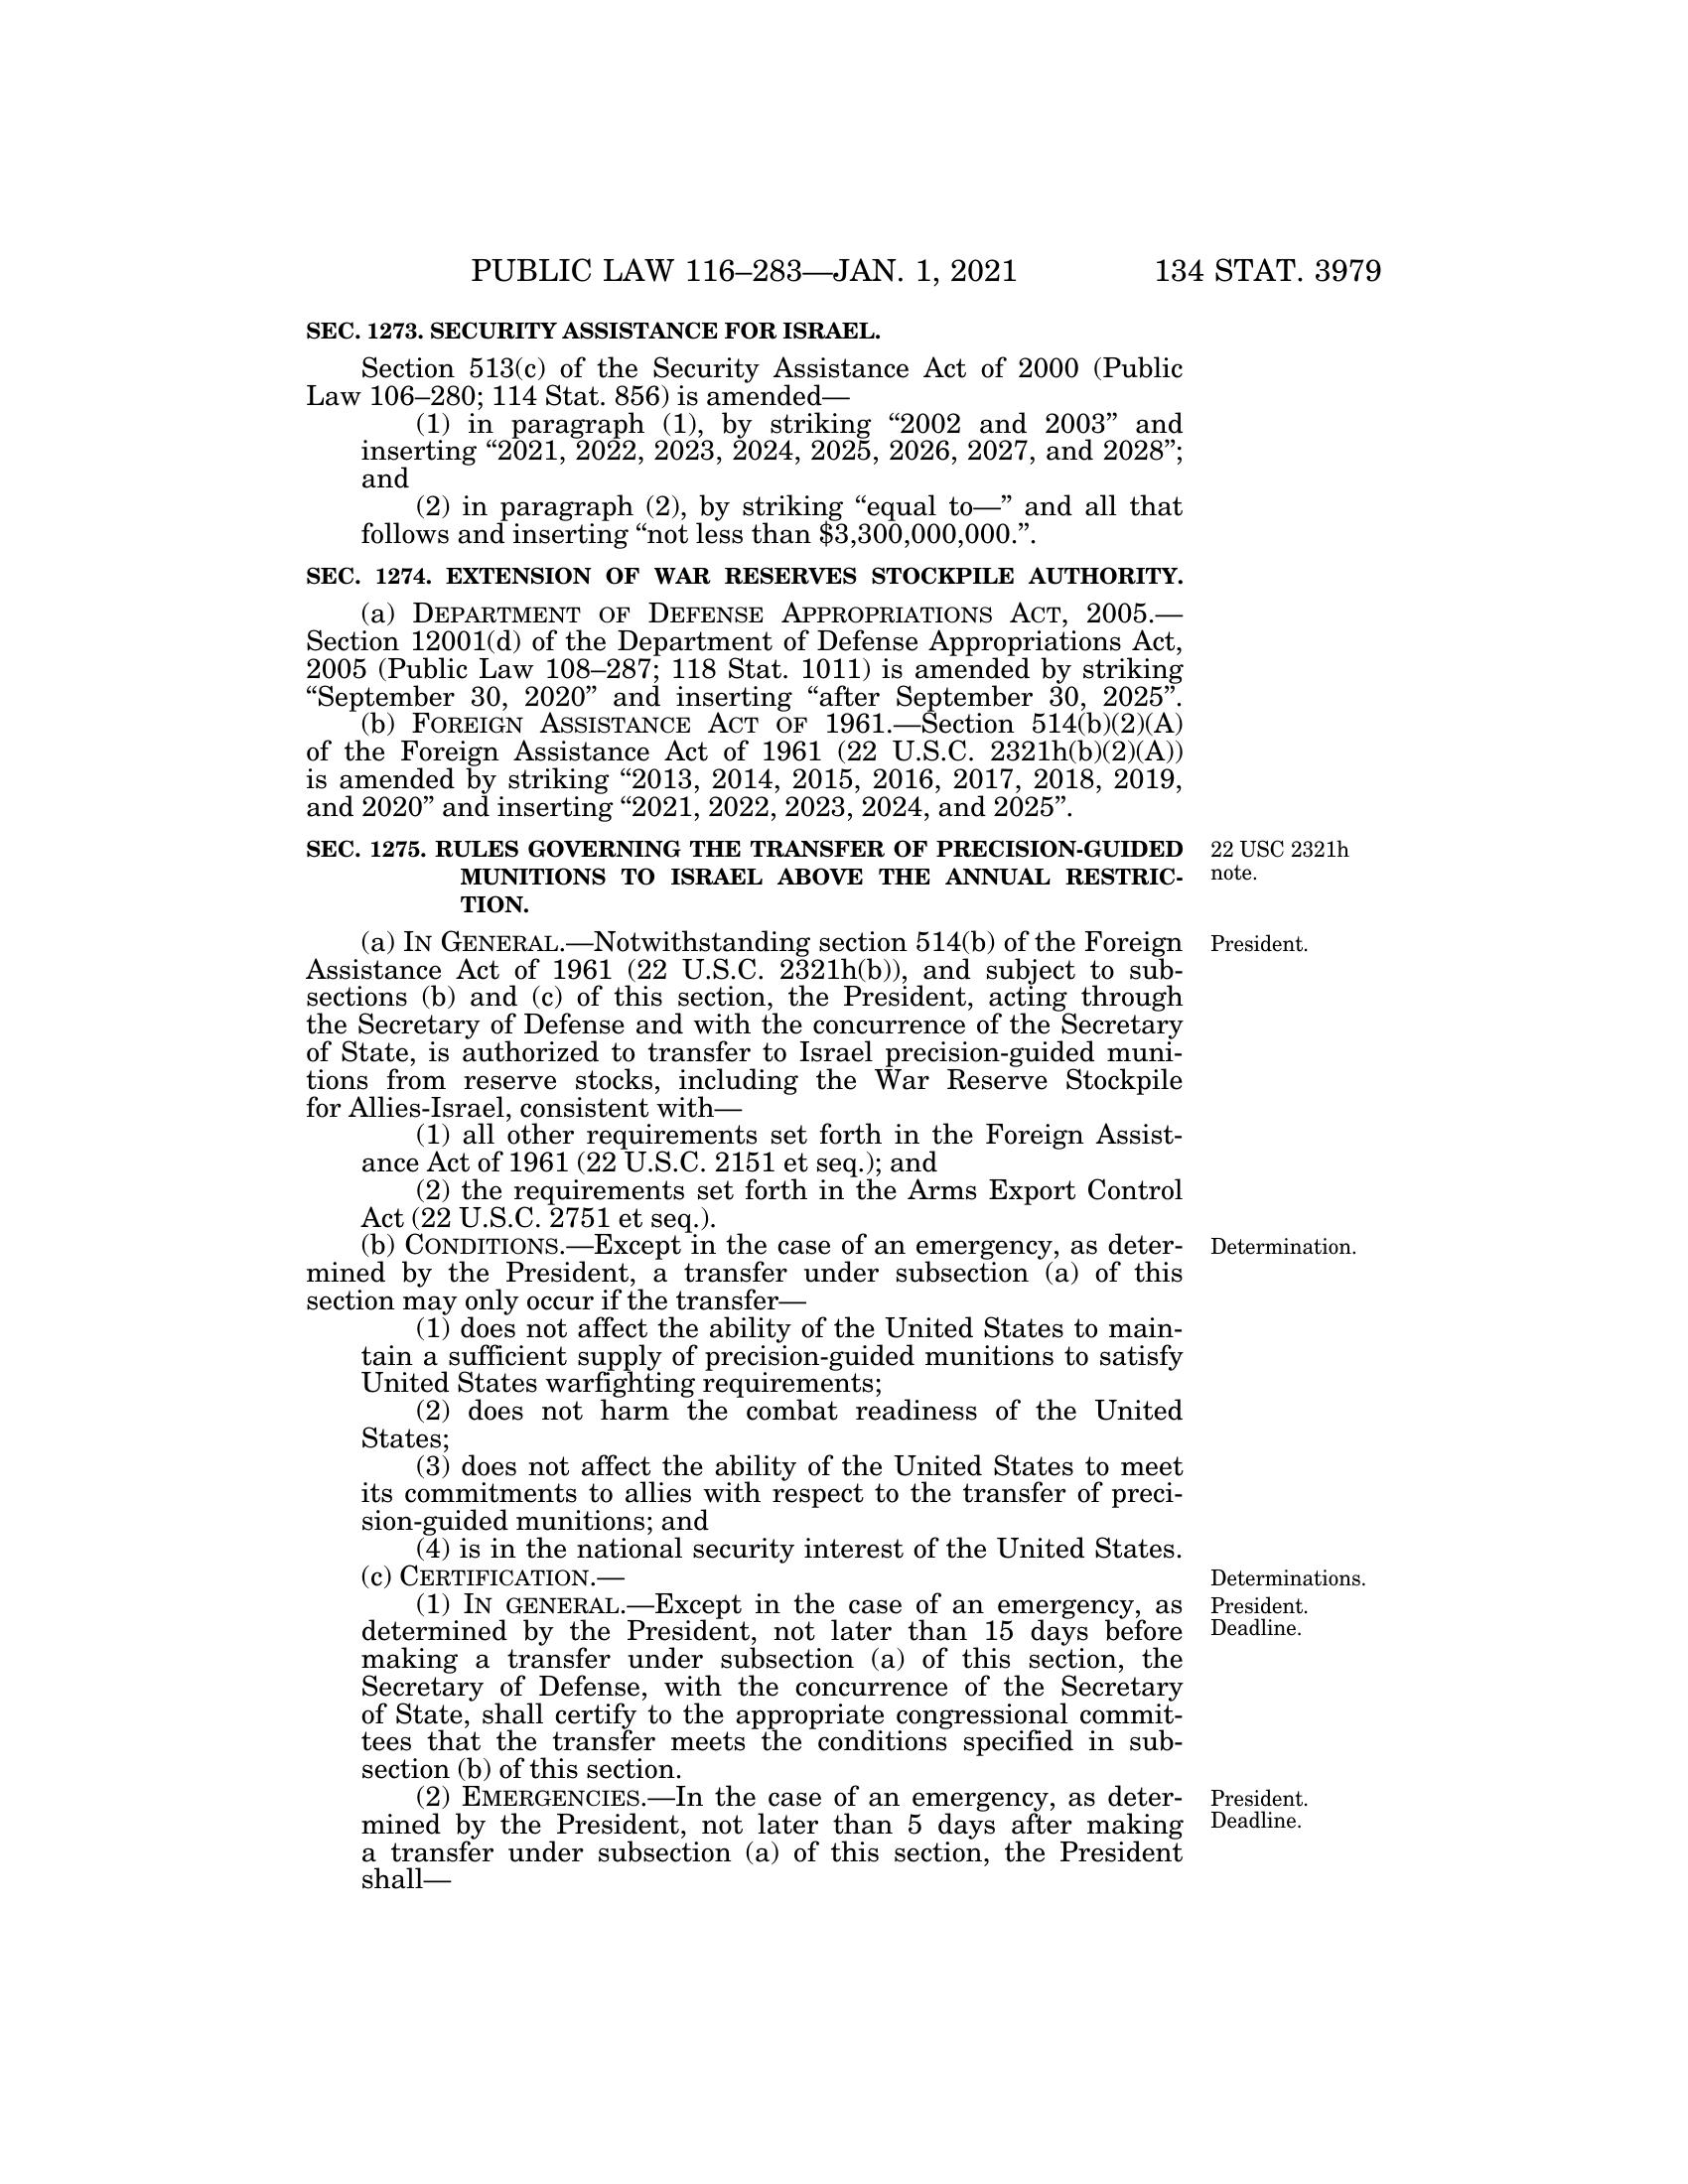 PUBLIC LAW 116–283—JAN. 1, 2021 134 STAT. 3979
SEC. 1273. SECURITY ASSISTANCE FOR ISRAEL.
Section 513(c) of the Security Assistance Act of 2000 (Public
Law 106–280; 114 Stat. 856) is amended—
(1) in paragraph (1), by striking “2002 and 2003” and
inserting “2021, 2022, 2023, 2024, 2025, 2026, 2027, and 2028”;
and
(2) in paragraph (2), by striking “equal to—” and all that
follows and inserting “not less than $3,300,000,000.”.
SEC. 1274. EXTENSION OF WAR RESERVES STOCKPILE AUTHORITY.
(a) DEPARTMENT OF DEFENSE APPROPRIATIONS ACT, 2005.—
Section 12001(d) of the Department of Defense Appropriations Act,
2005 (Public Law 108–287; 118 Stat. 1011) is amended by striking
“September 30, 2020” and inserting “after September 30, 2025”.
(b) FOREIGN ASSISTANCE ACT OF 1961.—Section 514(b)(2)(A)
of the Foreign Assistance Act of 1961 (22 U.S.C. 2321h(b)(2)(A))
is amended by striking “2013, 2014, 2015, 2016, 2017, 2018, 2019,
and 2020” and inserting “2021, 2022, 2023, 2024, and 2025”.
SEC. 1275. RULES GOVERNING THE TRANSFER OF PRECISION-GUIDED
MUNITIONS TO ISRAEL ABOVE THE ANNUAL RESTRIC-
TION.
22 USC 2321h
note.
(a) IN GENERAL.—Notwithstanding section 514(b) of the Foreign
Assistance Act of 1961 (22 U.S.C. 2321h(b)), and subject to sub-
sections (b) and (c) of this section, the President, acting through
the Secretary of Defense and with the concurrence of the Secretary
of State, is authorized to transfer to Israel precision-guided muni-
tions from reserve stocks, including the War Reserve Stockpile
for Allies-Israel, consistent with—
President.
(1) all other requirements set forth in the Foreign Assist-
ance Act of 1961 (22 U.S.C. 2151 et seq.); and
(2) the requirements set forth in the Arms Export Control
Act (22 U.S.C. 2751 et seq.).
(b) CONDITIONS.—Except in the case of an emergency, as deter-
mined by the President, a transfer under subsection (a) of this
section may only occur if the transfer—
Determination.
(1) does not affect the ability of the United States to main-
tain a sufficient supply of precision-guided munitions to satisfy
United States warfighting requirements;
(2) does not harm the combat readiness of the United
States;
(3) does not affect the ability of the United States to meet
its commitments to allies with respect to the transfer of preci-
sion-guided munitions; and
(4) is in the national security interest of the United States.
(c) CERTIFICATION.—
Determinations.
(1) IN GENERAL.—Except in the case of an emergency, as
determined by the President, not later than 15 days before
making a transfer under subsection (a) of this section, the
Secretary of Defense, with the concurrence of the Secretary
of State, shall certify to the appropriate congressional commit-
tees that the transfer meets the conditions specified in sub-
section (b) of this section.
President.
Deadline.
(2) EMERGENCIES.—In the case of an emergency, as deter-
mined by the President, not later than 5 days after making
a transfer under subsection (a) of this section, the President
shall—
President.
Deadline.